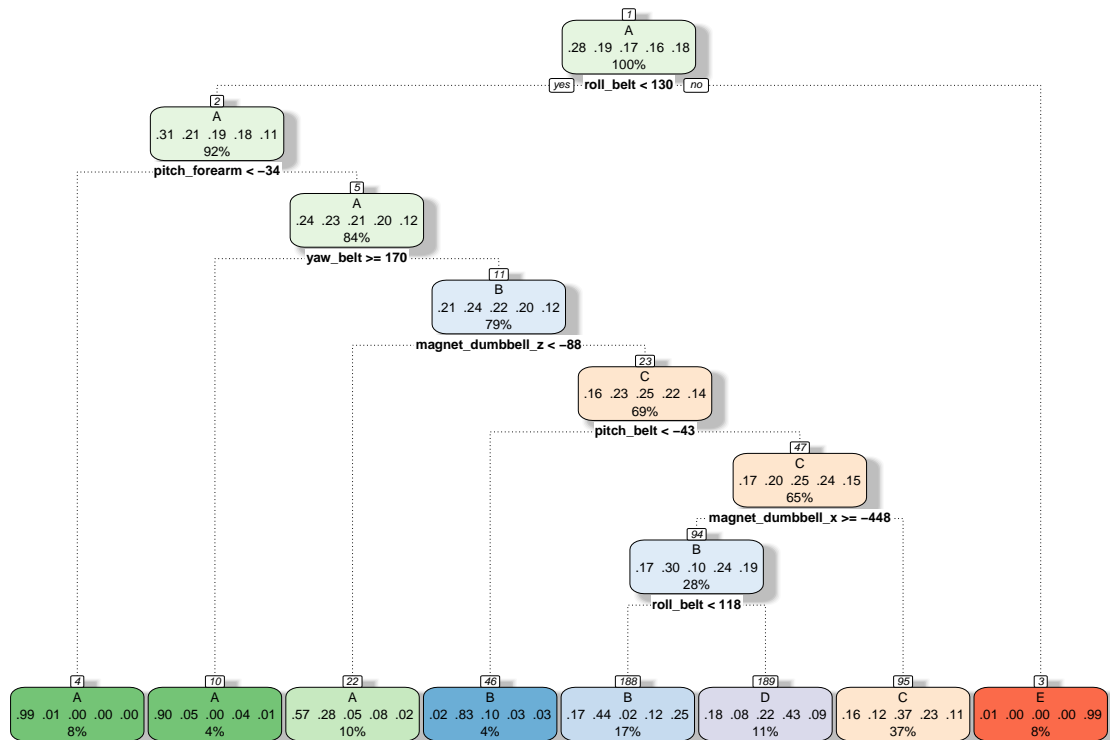 1
A
.28 .19 .17 .16 .18
100%
yes roll_belt < 130 no
2
A
.31 .21 .19 .18 .11
92%
pitch_forearm < −34
5
A
.24 .23 .21 .20 .12
84%
yaw_belt >= 170
11
B
.21 .24 .22 .20 .12
79%
magnet_dumbbell_z < −88
23
C
.16 .23 .25 .22 .14
69%
pitch_belt < −43
47
C
.17 .20 .25 .24 .15
65%
magnet_dumbbell_x >= −448
94
B
.17 .30 .10 .24 .19
28%
roll_belt < 118
4
A
.99 .01 .00 .00 .00
8%
10
A
.90 .05 .00 .04 .01
4%
22
A
.57 .28 .05 .08 .02
10%
46
B
.02 .83 .10 .03 .03
4%
188
B
.17 .44 .02 .12 .25
17%
189
D
.18 .08 .22 .43 .09
11%
95
C
.16 .12 .37 .23 .11
37%
3
E
.01 .00 .00 .00 .99
8%